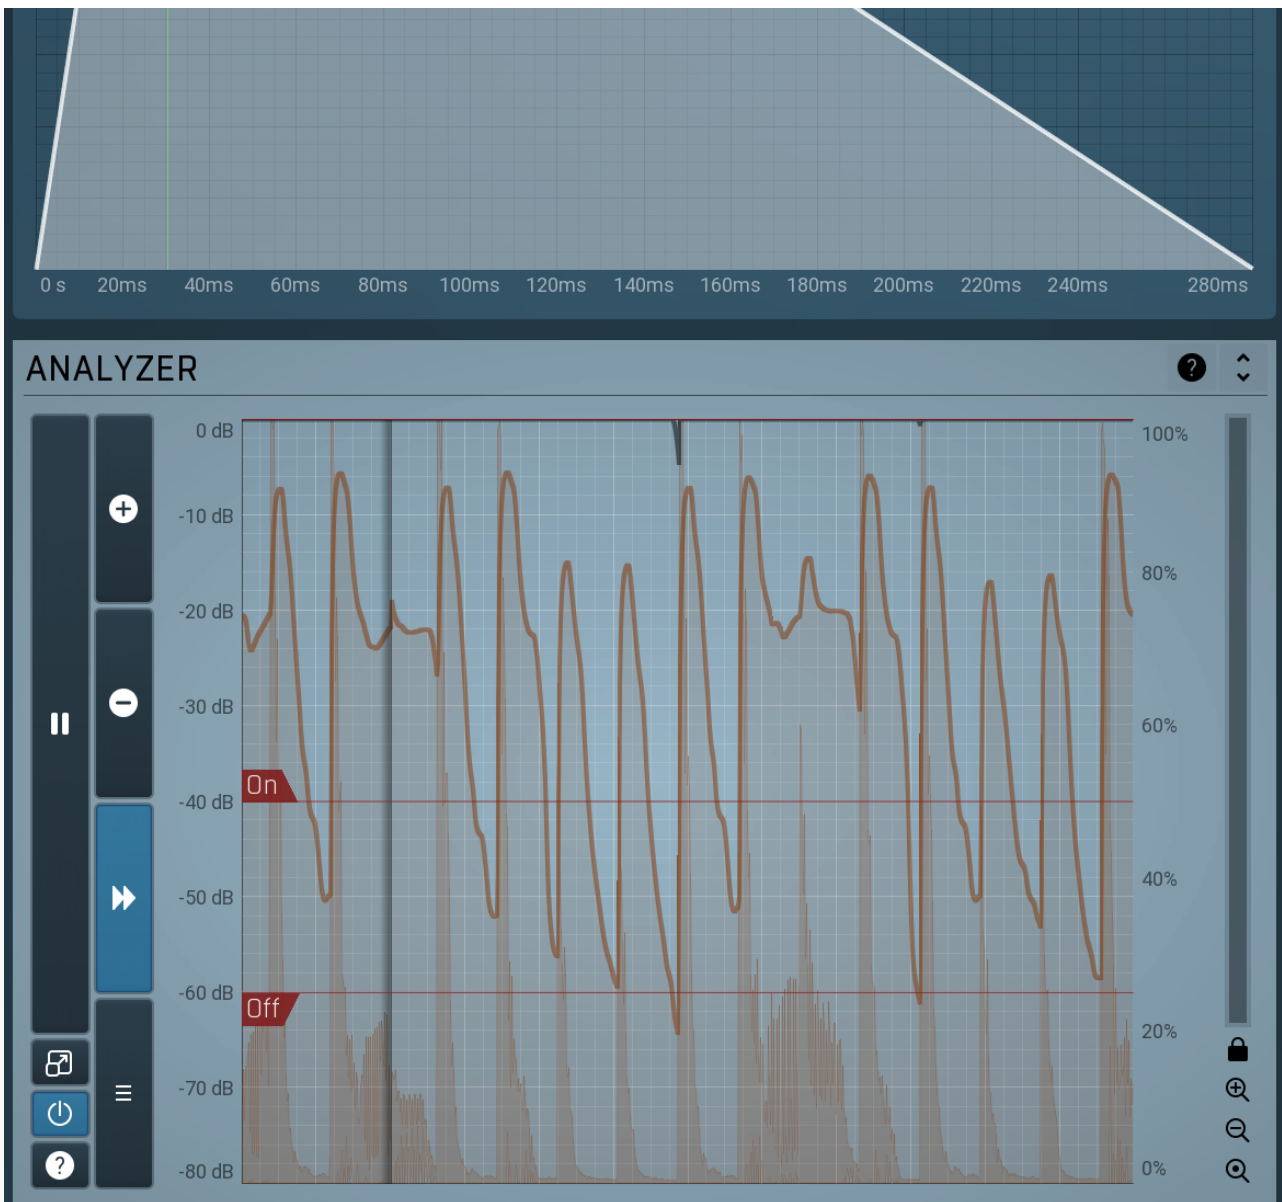 0 s 20ms 40ms 60ms 80ms 100ms 120ms 140ms 160ms 180ms 200ms 220ms 240ms 280ms
ANALYZER
0 dB
100%
-10 dB
80%
-20 dB
-30 dB
60%
On
-40 dB
40%
-50 dB
-60 dB
Off
20%
-70 dB
-80 dB
0%